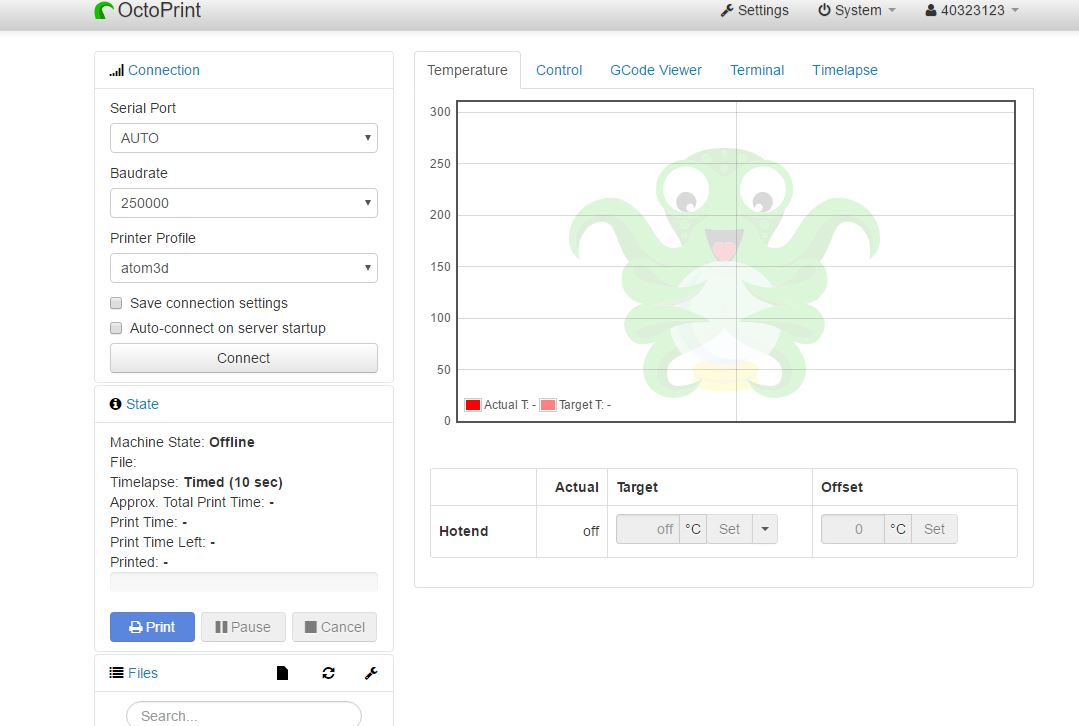 OctoPrint
Settings System 40323123
Connection
Serial Port
AUTO
Baudrate
250000
Printer Profile
atom3d
Save connection settings
Auto-connect on server startup
Connect
State
Machine State: Offline
File:
Timelapse: Timed (10 sec)
Approx. Total Print Time: -
Print Time: -
Print Time Left: -
Printed: -
Print Pause Cancel
Files
Search...
Temperature Control GCode Viewer Terminal Timelapse
300
250
200
150
100
50
0
Actual T: - Target T: -
Actual Target Offset
Hotend off off °C Set 0 °C Set